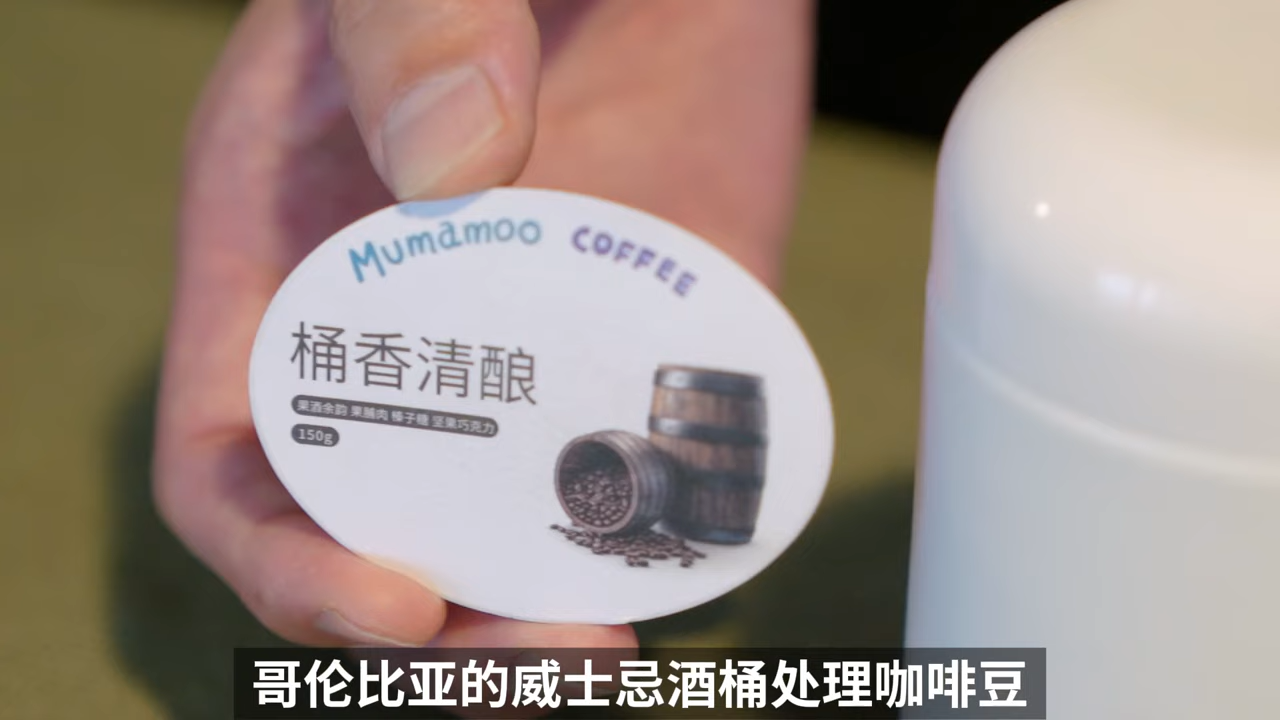 Mumamoo COFFEE
桶香清酿
果酒余韵 果脯肉 榛子糖 坚果巧克力
150g
哥伦比亚的威士忌酒桶处理咖啡豆